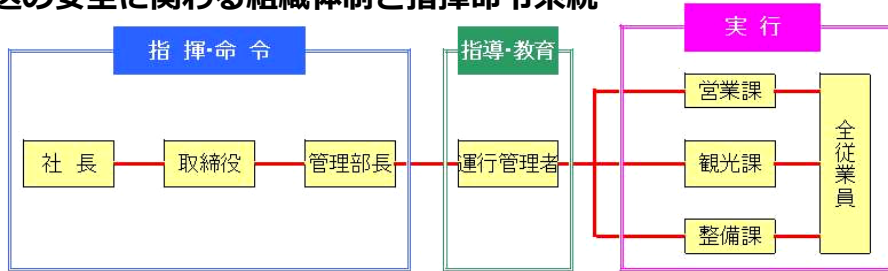 の安全に関わる組織体制と指揮命令系統
指揮・命令
指導・教育
実行
社長
取締役
管理部長
運行管理者
営業課
観光課
整備課
全従業員